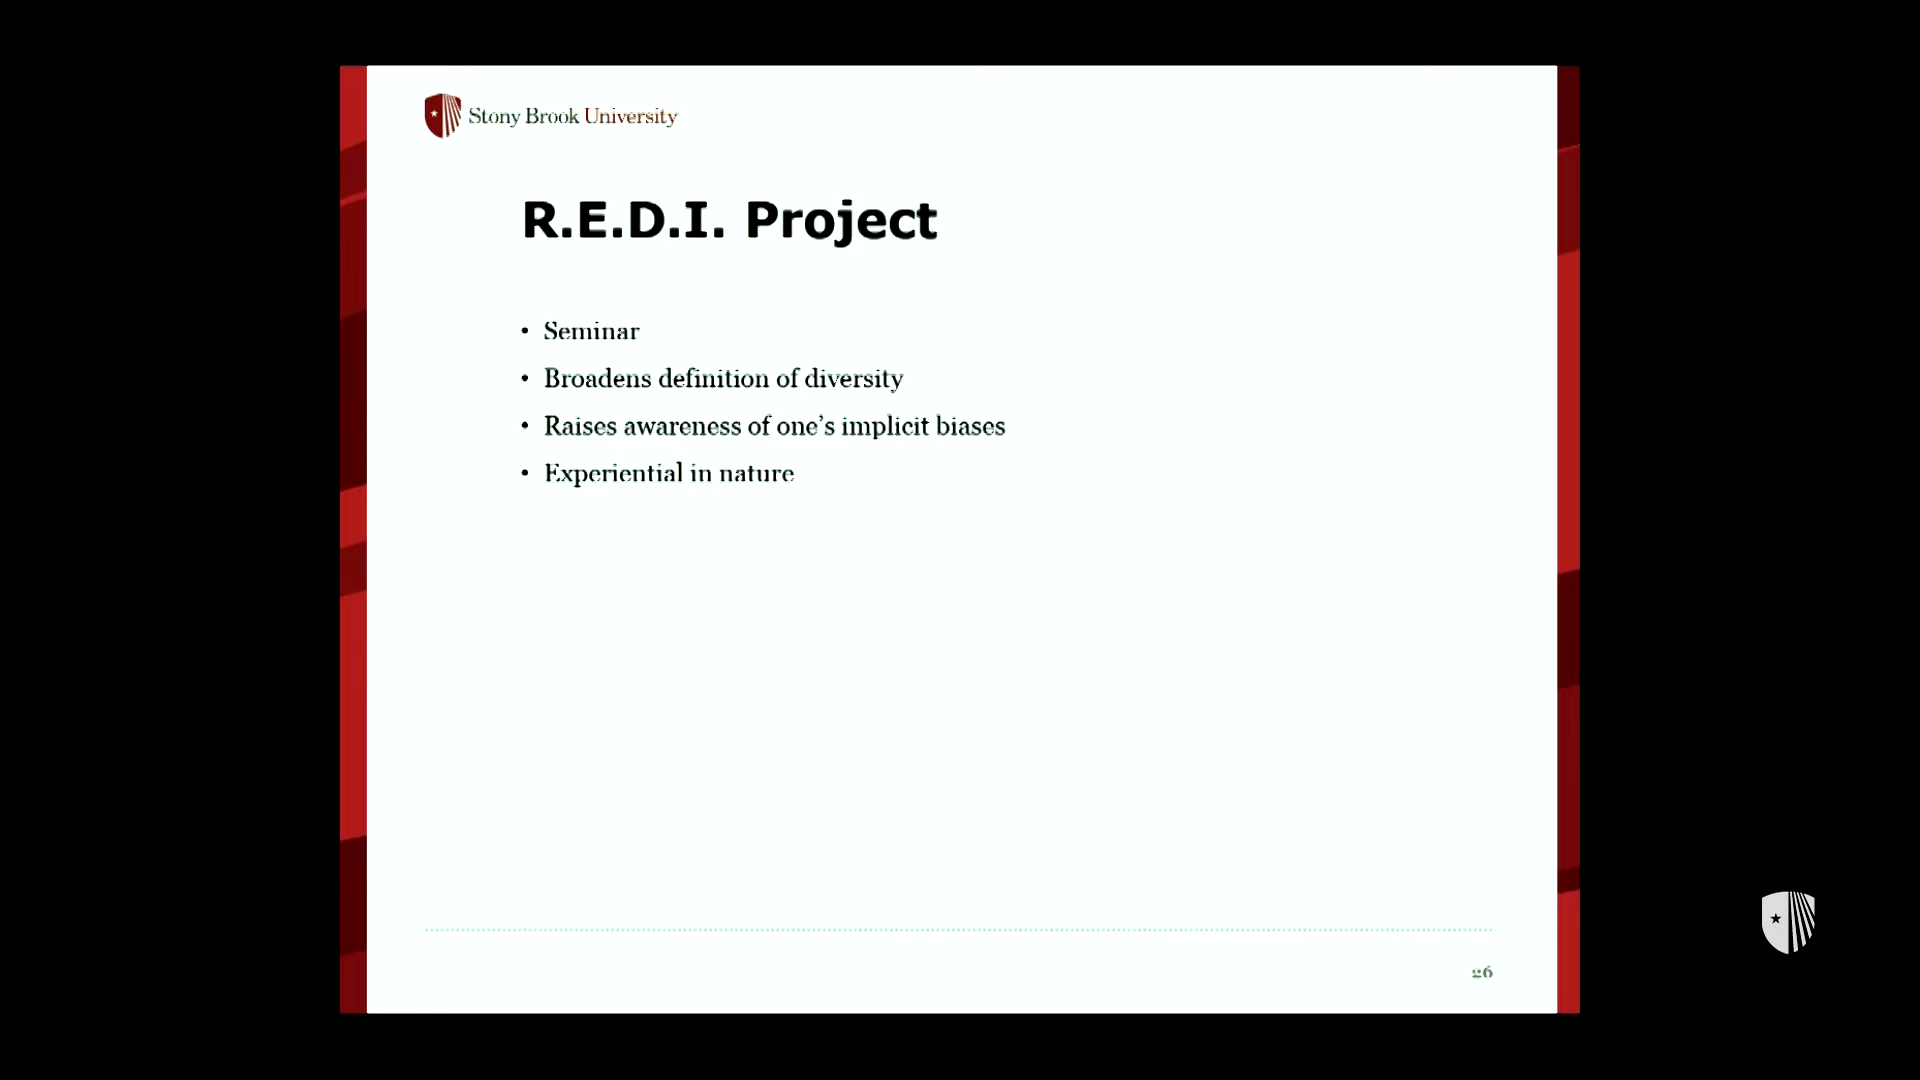 Stony Brook University
R.E.D.I. Project
• Seminar
• Broadens definition of diversity
• Raises awareness of one’s implicit biases
• Experiential in nature
26